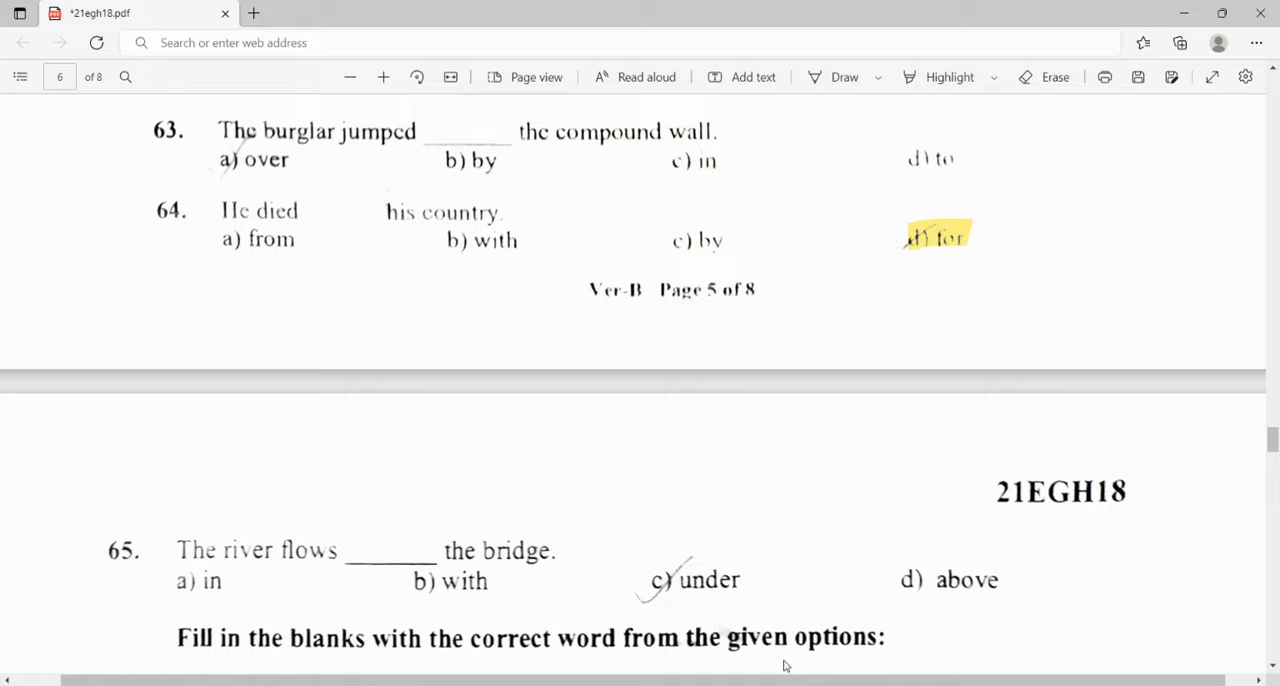 *21egh18.pdf
Search or enter web address
6 of 8
Page view
Read aloud
Add text
Draw
Highlight
Erase
63. The burglar jumped ______ the compound wall.
a) over b) by c) in d) to
64. He died his country.
a) from b) with c) by d) for
Ver-B Page 5 of 8
21EGH18
65. The river flows _______ the bridge.
a) in b) with c) under d) above
Fill in the blanks with the correct word from the given options: